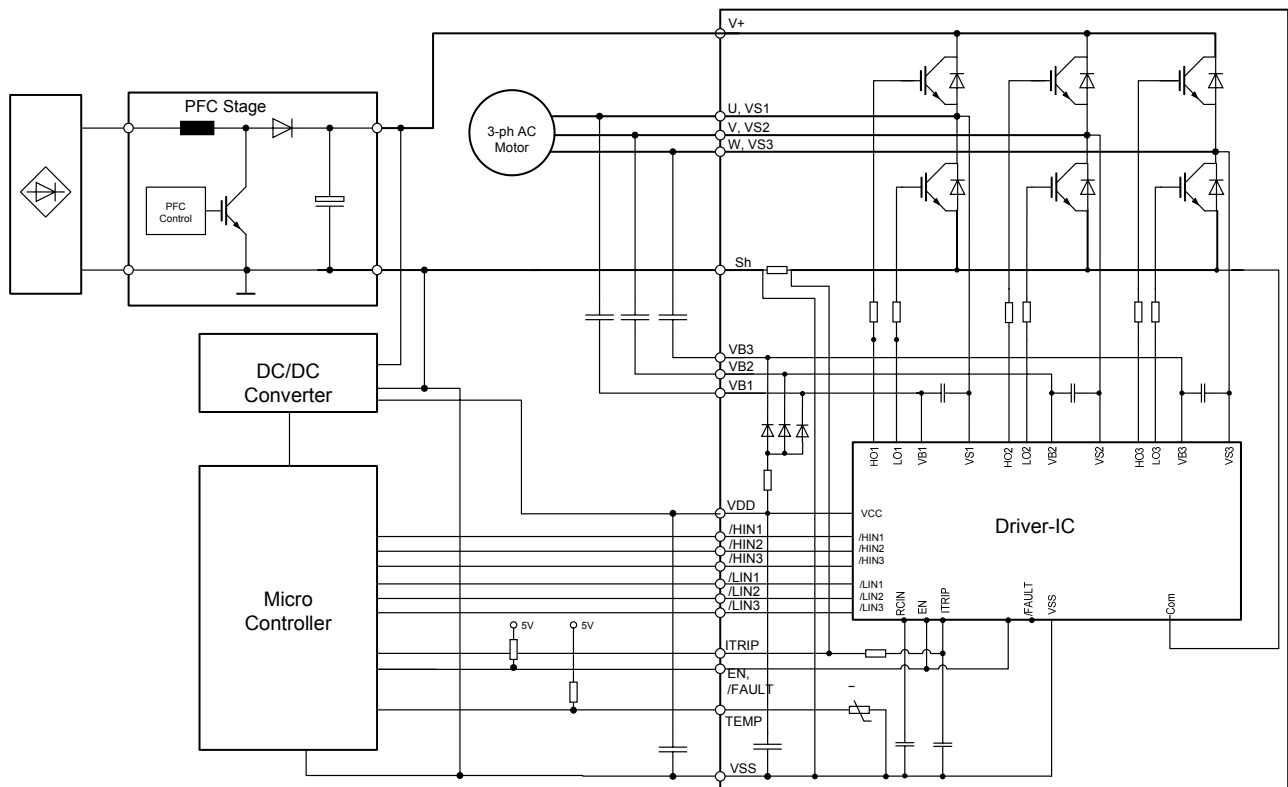 V+
PFC Stage
PFC
Control
3-ph AC
Motor
U, VS1
V, VS2
W, VS3
Sh
DC/DC
Converter
VB3
VB2
VB1
HO1
LO1
VB1
VS1
HO2
LO2
VB2
VS2
HO3
LO3
VB3
VS3
VDD
VCC
Driver-IC
/HIN1
/HIN2
/HIN3
/LIN1
/LIN2
/LIN3
/HIN1
/HIN2
/HIN3
/LIN1
/LIN2
/LIN3
RCIN
EN
ITRIP
/FAULT
VSS
Com
Micro
Controller
5V
5V
ITRIP
EN,
/FAULT
TEMP
VSS